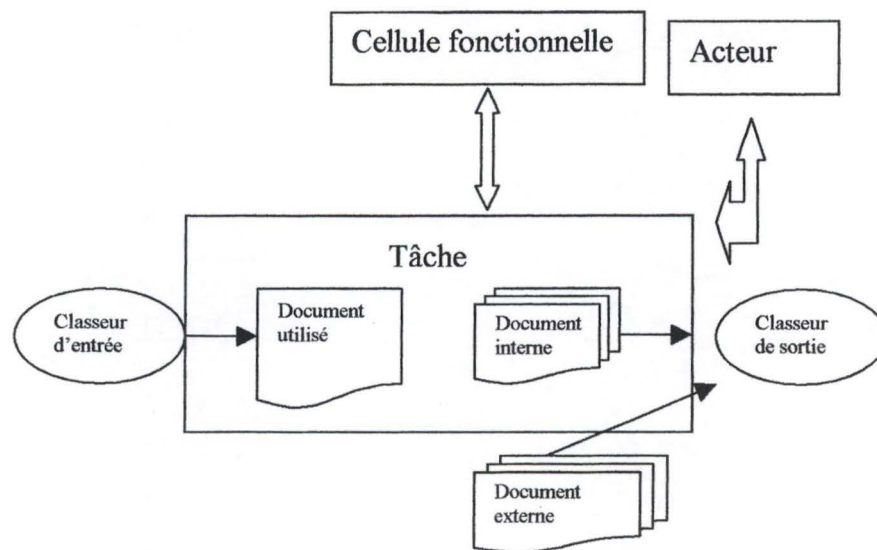 Cellule fonctionnelle
Acteur
Tâche
Classeur
d'entrée
Document
utilisé
Document
interne
Classeur
de sortie
Document
externe